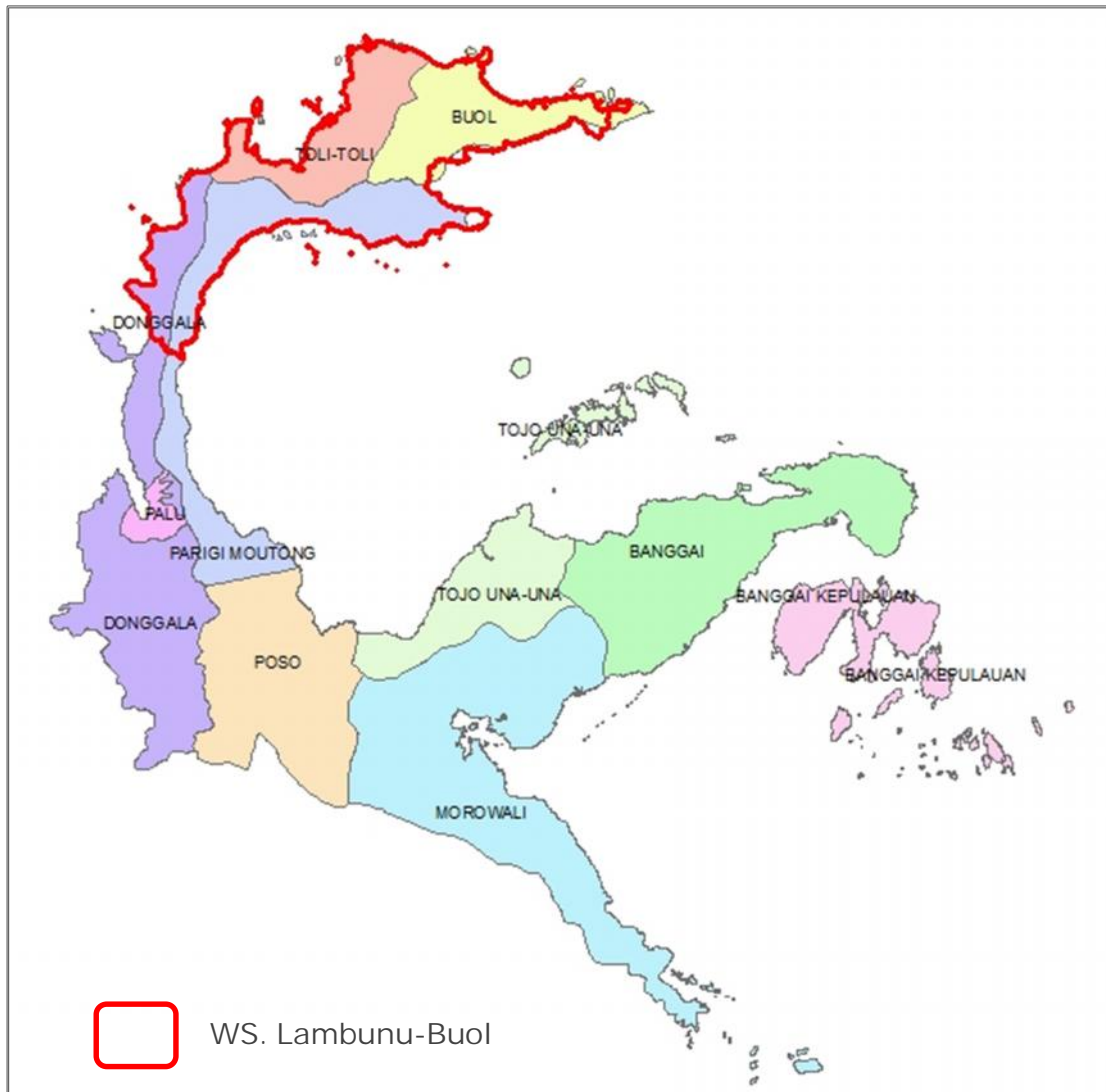 BUOL
TOLI-TOLI
DONGGALA
TOJO UNA-UNA
PALU
PARIGI MOUTONG
BANGGAI
TOJO UNA-UNA
BANGGAI KEPULAUAN
DONGGALA
POSO
BANGGAI KEPULAUAN
MOROWALI
WS. Lambunu-Buol